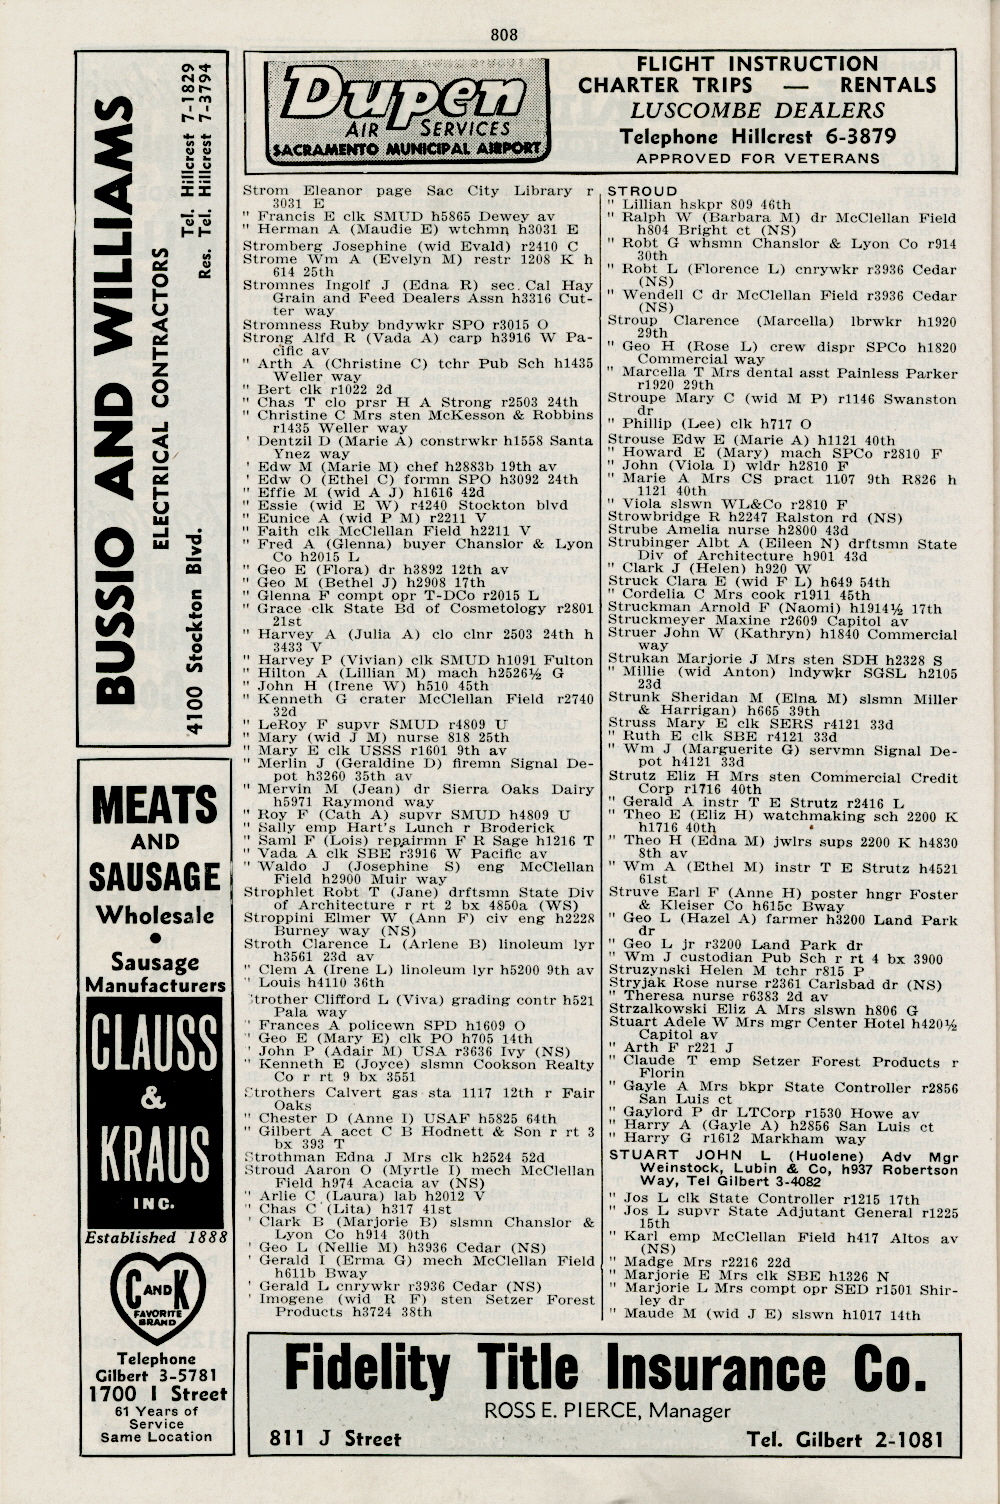 808
BUSSIO AND WILLIAMS
ELECTRICAL CONTRACTORS
4100 Stockton Blvd.
Tel. Hillcrest 7-1829
Res. Tel. Hillcrest 7-3794
MEATS
AND
SAUSAGE
Wholesale
•
Sausage
Manufacturers
CLAUSS
&
KRAUS
INC.
Established 1888
C AND K
FAVORITE
BRAND
Telephone
Gilbert 3-5781
1700 I Street
61 Years of
Service
Same Location
Dupen
AIR SERVICES
SACRAMENTO MUNICIPAL AIRPORT
FLIGHT INSTRUCTION
CHARTER TRIPS — RENTALS
LUSCOMBE DEALERS
Telephone Hillcrest 6-3879
APPROVED FOR VETERANS
Strom Eleanor page Sac City Library r
3031 E
" Francis E clk SMUD h5865 Dewey av
" Herman A (Maudie E) wtchmn h3031 E
Stromberg Josephine (wid Evald) r2410 C
Strome Wm A (Evelyn M) restr 1208 K h
614 25th
Stromnes Ingolf J (Edna R) sec Cal Hay
Grain and Feed Dealers Assn h3316 Cut-
ter way
Stromness Ruby bndywkr SPO r3015 O
Strong Alfd R (Vada A) carp h3916 W Pa-
cific av
" Arth A (Christine C) tchr Pub Sch h1435
Weller way
" Bert clk r1022 2d
" Chas T clo prsr H A Strong r2503 24th
" Christine C Mrs sten McKesson & Robbins
r1435 Weller way
' Dentzil D (Marie A) constrwkr h1558 Santa
Ynez way
' Edw M (Marie M) chef h2883b 19th av
' Edw O (Ethel C) formn SPO h3092 24th
" Effie M (wid A J) h1616 42d
" Essie (wid E W) r4240 Stockton blvd
" Eunice A (wid P M) r2211 V
" Faith clk McClellan Field h2211 V
" Fred A (Glenna) buyer Chanslor & Lyon
Co h2015 L
" Geo E (Flora) dr h3892 12th av
" Geo M (Bethel J) h2908 17th
" Glenna F compt opr T-DCo r2015 L
" Grace clk State Bd of Cosmetology r2801
21st
" Harvey A (Julia A) clo clnr 2503 24th h
3433 V
" Harvey P (Vivian) clk SMUD h1091 Fulton
" Hilton A (Lillian M) mach h2526½ G
" John H (Irene W) h510 45th
" Kenneth G crater McClellan Field r2740
32d
" LeRoy F supvr SMUD r4809 U
" Mary (wid J M) nurse 818 25th
" Mary E clk USSS r1601 9th av
" Merlin J (Geraldine D) firemn Signal De-
pot h3260 35th av
" Mervin M (Jean) dr Sierra Oaks Dairy
h5971 Raymond way
" Roy F (Cath A) supvr SMUD h4809 U
" Sally emp Hart's Lunch r Broderick
" Saml F (Lois) repairmn F R Sage h1216 T
" Vada A clk SBE r3916 W Pacific av
" Waldo J (Josephine S) eng McClellan
Field h2900 Muir way
Strophlet Robt T (Jane) drftsmn State Div
of Architecture r rt 2 bx 4850a (WS)
Stroppini Elmer W (Ann F) civ eng h2228
Burney way (NS)
Stroth Clarence L (Arlene B) linoleum lyr
h3561 23d av
" Clem A (Irene L) linoleum lyr h5200 9th av
" Louis h4110 36th
Strother Clifford L (Viva) grading contr h521
Pala way
' Frances A policewn SPD h1609 O
" Geo E (Mary E) clk PO h705 14th
" John P (Adair M) USA r3636 Ivy (NS)
" Kenneth E (Joyce) slsmn Cookson Realty
Co r rt 9 bx 3551
Strothers Calvert gas sta 1117 12th r Fair
Oaks
" Chester D (Anne I) USAF h5825 64th
" Gilbert A acct C B Hodnett & Son r rt 3
bx 393 T
Strothman Edna J Mrs clk h2524 52d
Stroud Aaron O (Myrtle I) mech McClellan
Field h974 Acacia av (NS)
" Arlie C (Laura) lab h2012 V
" Chas C (Lita) h317 41st
' Clark B (Marjorie B) slsmn Chanslor &
Lyon Co h914 30th
' Geo L (Nellie M) h3936 Cedar (NS)
' Gerald I (Erma G) mech McClellan Field
h611b Bway
' Gerald L cnrywkr r3936 Cedar (NS)
' Imogene (wid R F) sten Setzer Forest
Products h3724 38th
STROUD
" Lillian hskpr 809 46th
" Ralph W (Barbara M) dr McClellan Field
h804 Bright ct (NS)
" Robt G whsmn Chanslor & Lyon Co r914
30th
" Robt L (Florence L) cnrywkr r3936 Cedar
(NS)
" Wendell C dr McClellan Field r3936 Cedar
(NS)
Stroup Clarence (Marcella) lbrwkr h1920
29th
" Geo H (Rose L) crew dispr SPCo h1820
Commercial way
" Marcella T Mrs dental asst Painless Parker
r1920 29th
Stroupe Mary C (wid M P) r1146 Swanston
dr
" Phillip (Lee) clk h717 O
Strouse Edw E (Marie A) h1121 40th
" Howard E (Mary) mach SPCo r2810 F
" John (Viola I) wldr h2810 F
" Marie A Mrs CS pract 1107 9th R826 h
1121 40th
" Viola slswn WL&Co r2810 F
Strowbridge R h2247 Ralston rd (NS)
Strube Amelia nurse h2800 43d
Strubinger Albt A (Eileen N) drftsmn State
Div of Architecture h901 43d
" Clark J (Helen) h920 W
Struck Clara E (wid F L) h649 54th
" Cordelia C Mrs cook r1911 45th
Struckman Arnold F (Naomi) h1914½ 17th
Struckmeyer Maxine r2609 Capitol av
Struer John W (Kathryn) h1840 Commercial
way
Strukan Marjorie J Mrs sten SDH h2328 S
" Millie (wid Anton) lndywkr SGSL h2105
23d
Strunk Sheridan M (Elna M) slsmn Miller
& Harrigan) h665 39th
Struss Mary E clk SERS r4121 33d
" Ruth E clk SBE r4121 33d
" Wm J (Marguerite G) servmn Signal De-
pot h4121 33d
Strutz Eliz H Mrs sten Commercial Credit
Corp r1716 40th
" Gerald A instr T E Strutz r2416 L
" Theo E (Eliz H) watchmaking sch 2200 K
h1716 40th
" Theo H (Edna M) jwlrs sups 2200 K h4830
8th av
" Wm A (Ethel M) instr T E Strutz h4521
61st
Struve Earl F (Anne H) poster hngr Foster
& Kleiser Co h615c Bway
" Geo L (Hazel A) farmer h3200 Land Park
dr
" Geo L jr r3200 Land Park dr
" Wm J custodian Pub Sch r rt 4 bx 3900
Struzynski Helen M tchr r815 P
Stryjak Rose nurse r2361 Carlsbad dr (NS)
" Theresa nurse r6383 2d av
Strzalkowski Eliz A Mrs slswn h806 G
Stuart Adele W Mrs mgr Center Hotel h420½
Capitol av
" Arth F r221 J
" Claude T emp Setzer Forest Products r
Florin
" Gayle A Mrs bkpr State Controller r2856
San Luis ct
" Gaylord P dr LTCorp r1530 Howe av
" Harry A (Gayle A) h2856 San Luis ct
" Harry G r1612 Markham way
STUART JOHN L (Huolene) Adv Mgr
Weinstock, Lubin & Co, h937 Robertson
Way, Tel Gilbert 3-4082
" Jos L clk State Controller r1215 17th
" Jos L supvr State Adjutant General r1225
15th
" Karl emp McClellan Field h417 Altos av
(NS)
" Madge Mrs r2216 22d
" Marjorie E Mrs clk SBE h1326 N
" Marjorie L Mrs compt opr SED r1501 Shir-
ley dr
" Maude M (wid J E) slswn h1017 14th
Fidelity Title Insurance Co.
ROSS E. PIERCE, Manager
811 J Street
Tel. Gilbert 2-1081